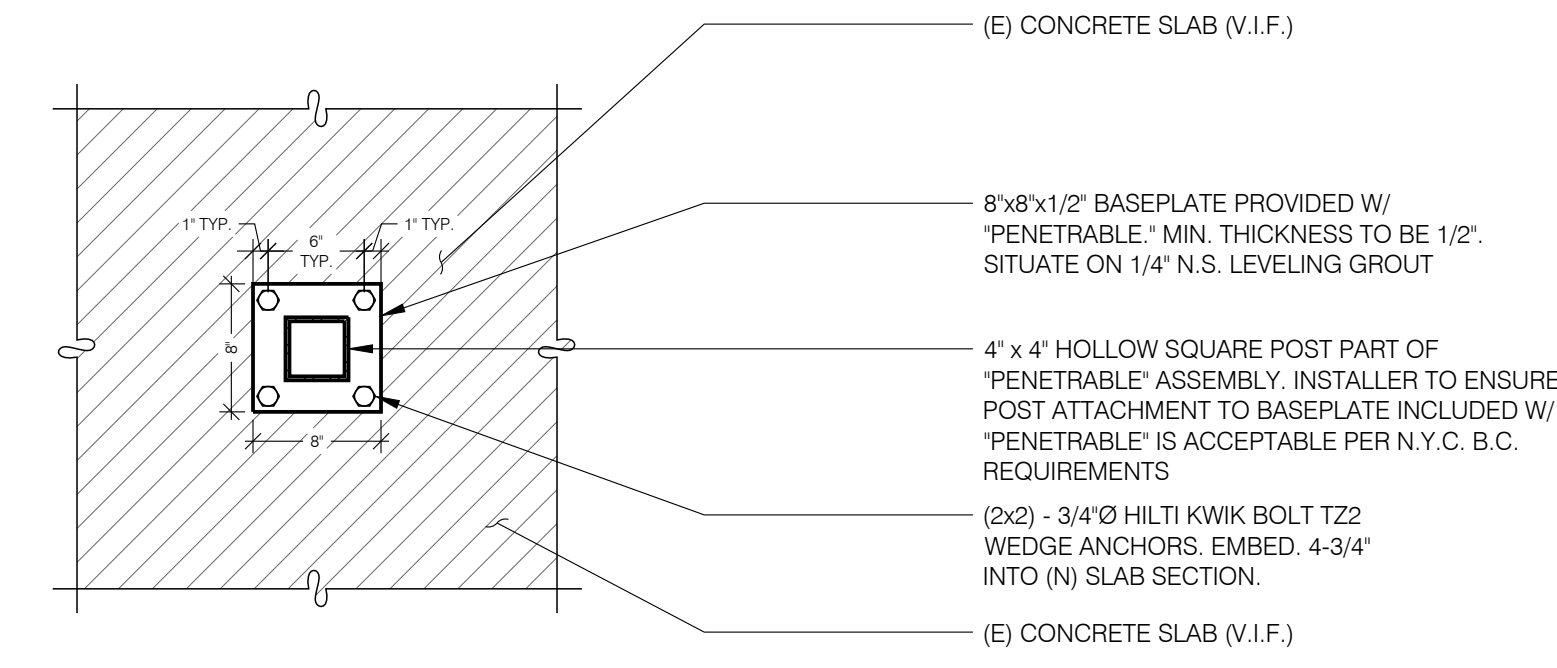 (E) CONCRETE SLAB (V.I.F.)
8"x8"x1/2" BASEPLATE PROVIDED W/
"PENETRABLE." MIN. THICKNESS TO BE 1/2".
SITUATE ON 1/4" N.S. LEVELING GROUT
1" TYP.
6"
TYP.
1" TYP.
8"
8"
4" x 4" HOLLOW SQUARE POST PART OF
"PENETRABLE" ASSEMBLY. INSTALLER TO ENSURE
POST ATTACHMENT TO BASEPLATE INCLUDED W/
"PENETRABLE" IS ACCEPTABLE PER N.Y.C. B.C.
REQUIREMENTS
(2x2) - 3/4"Ø HILTI KWIK BOLT TZ2
WEDGE ANCHORS. EMBED. 4-3/4"
INTO (N) SLAB SECTION.
(E) CONCRETE SLAB (V.I.F.)